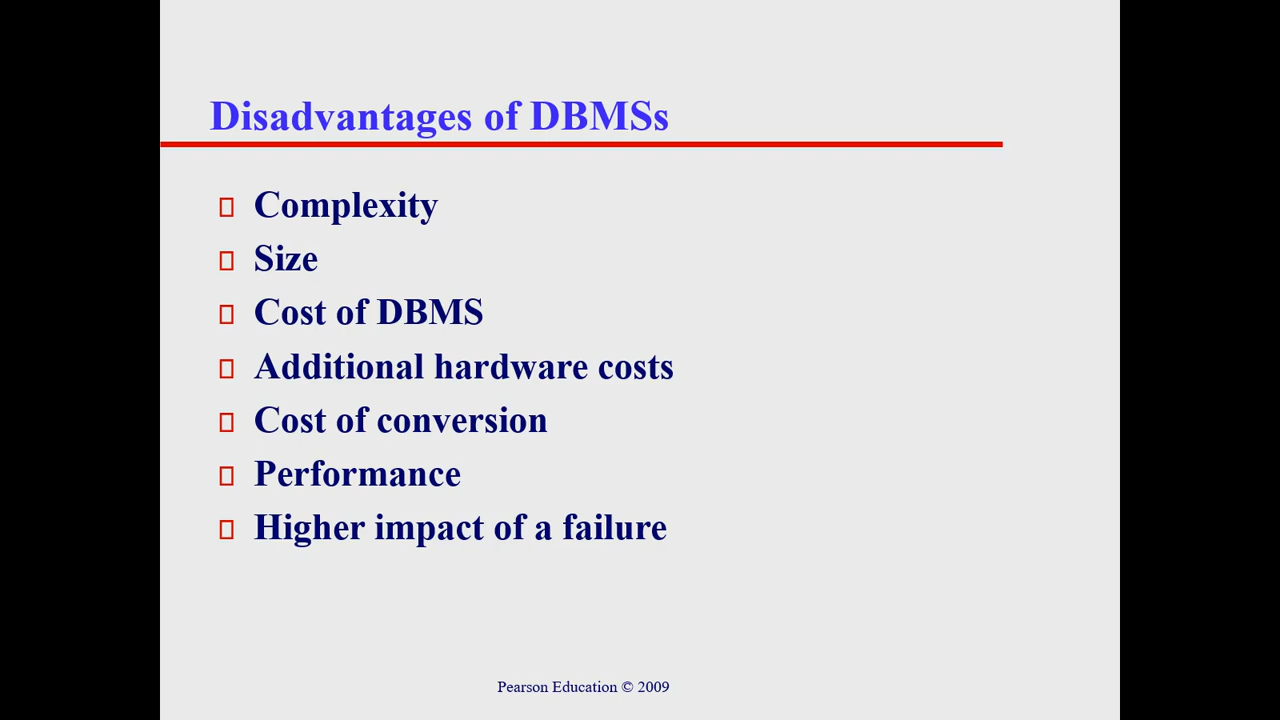 Disadvantages of DBMSs
Complexity
Size
Cost of DBMS
Additional hardware costs
Cost of conversion
Performance
Higher impact of a failure
Pearson Education © 2009